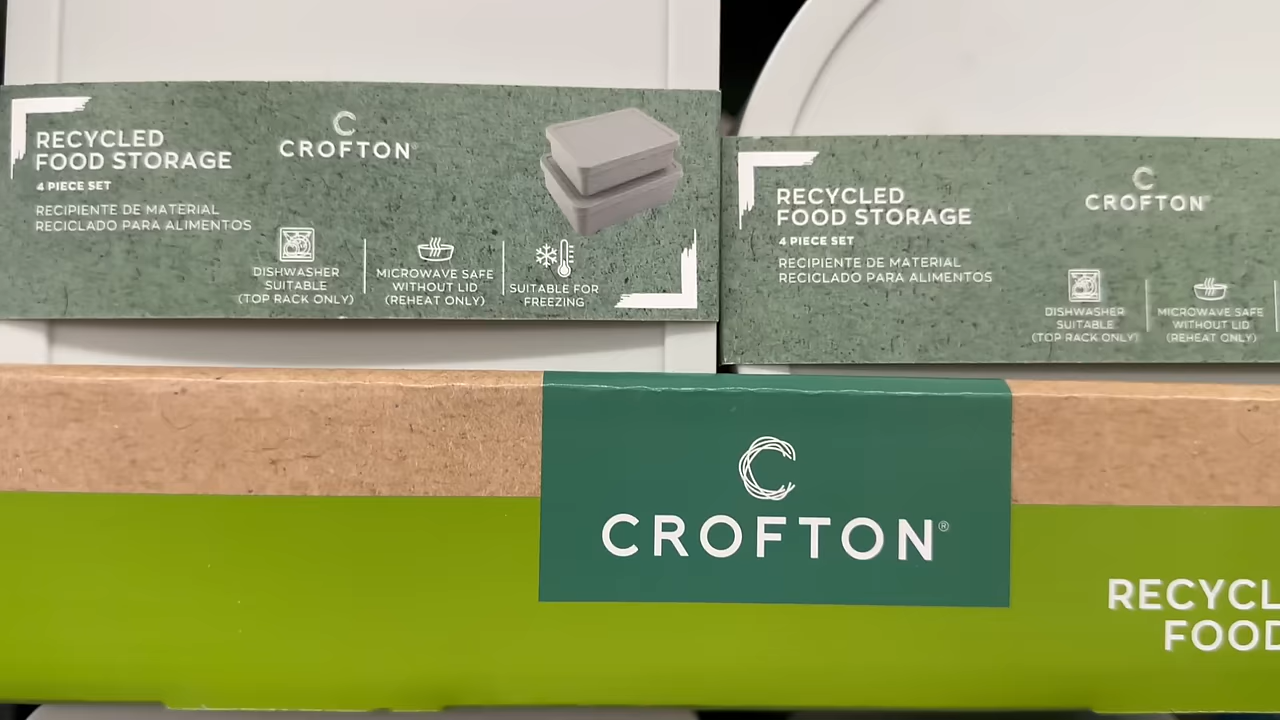 RECYCLED
FOOD STORAGE
4 PIECE SET
RECIPIENTE DE MATERIAL
RECICLADO PARA ALIMENTOS
CROFTON
DISHWASHER
SUITABLE
(TOP RACK ONLY)
MICROWAVE SAFE
WITHOUT LID
(REHEAT ONLY)
SUITABLE FOR
FREEZING
RECYCLED
FOOD STORAGE
4 PIECE SET
RECIPIENTE DE MATERIAL
RECICLADO PARA ALIMENTOS
CROFTON
DISHWASHER
SUITABLE
(TOP RACK ONLY)
MICROWAVE SAFE
WITHOUT LID
(REHEAT ONLY)
C
CROFTON®
RECYCL
FOOD